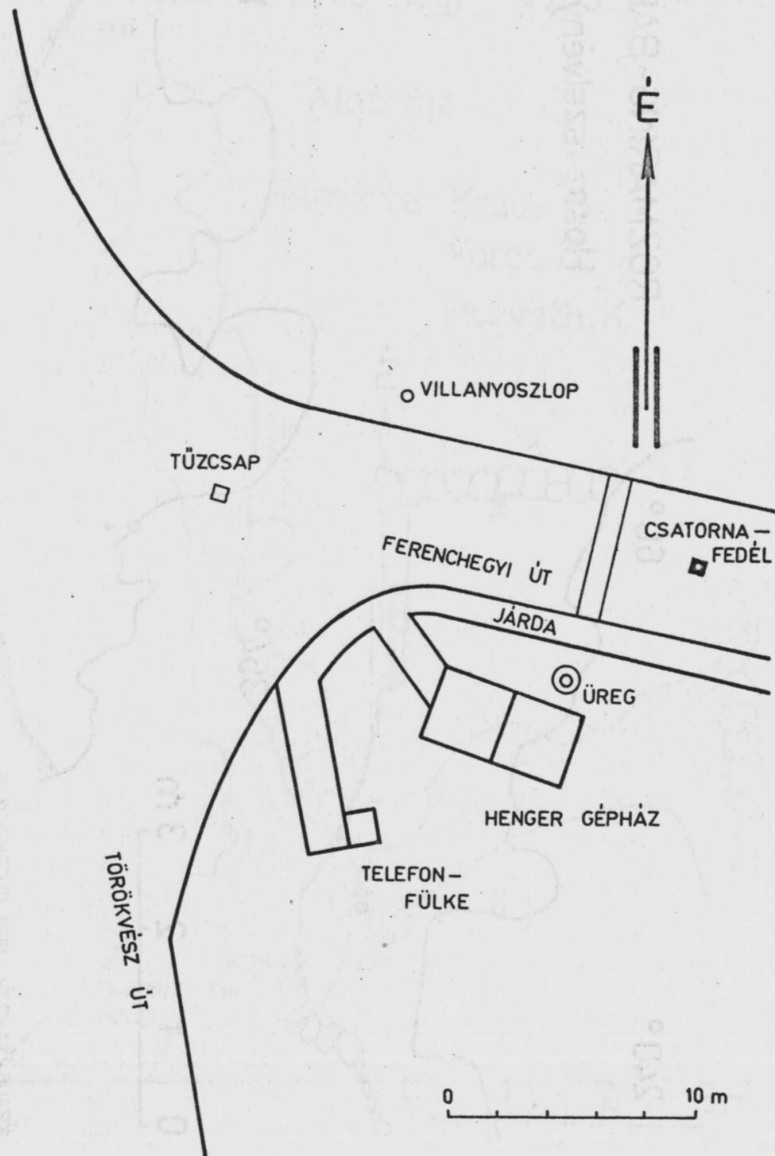 É
VILLANYOSZLOP
TŰZCSAP
CSATORNA–
FEDÉL
FERENCHEGYI ÚT
JÁRDA
ÜREG
HENGER GÉPHÁZ
TELEFON–
FÜLKE
TÖRÖKVÉSZ ÚT
0 10 m